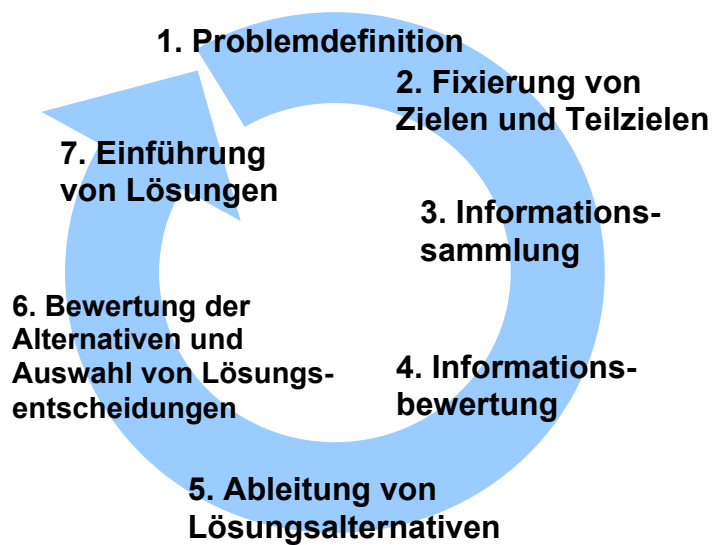 1. Problemdefinition
2. Fixierung von
Zielen und Teilzielen
3. Informations-
sammlung
4. Informations-
bewertung
5. Ableitung von
Lösungsalternativen
6. Bewertung der
Alternativen und
Auswahl von Lösungs-
entscheidungen
7. Einführung
von Lösungen